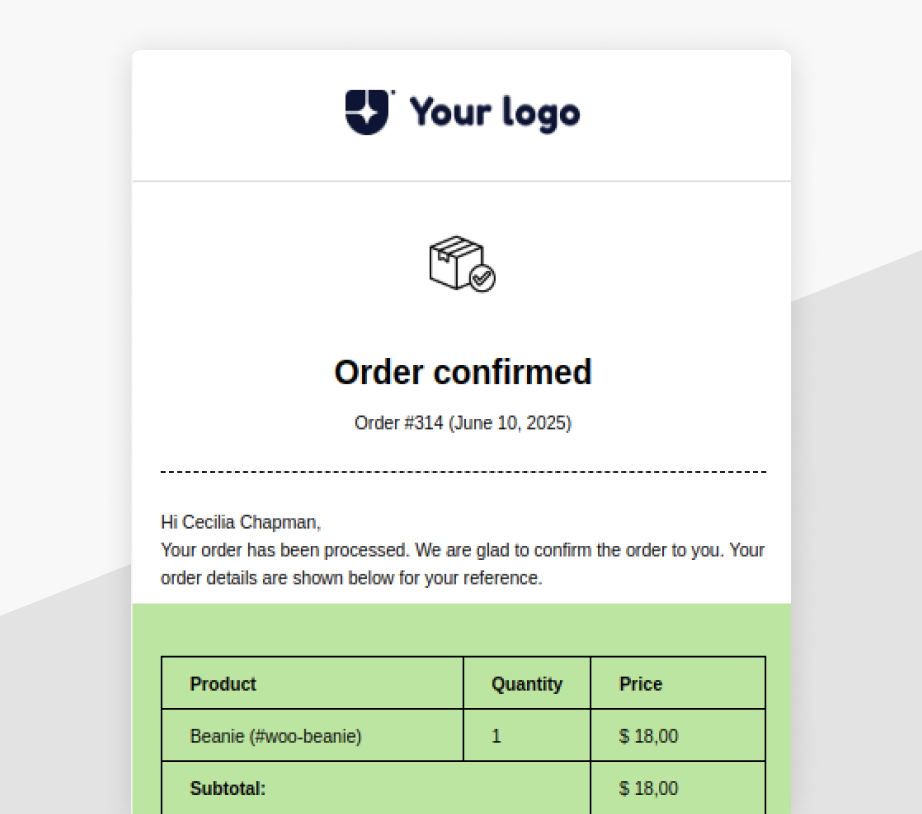 Your logo
Order confirmed
Order #314 (June 10, 2025)
Hi Cecilia Chapman,
Your order has been processed. We are glad to confirm the order to you. Your
order details are shown below for your reference.
Product Quantity Price
Beanie (#woo-beanie) 1 $ 18,00
Subtotal: $ 18,00